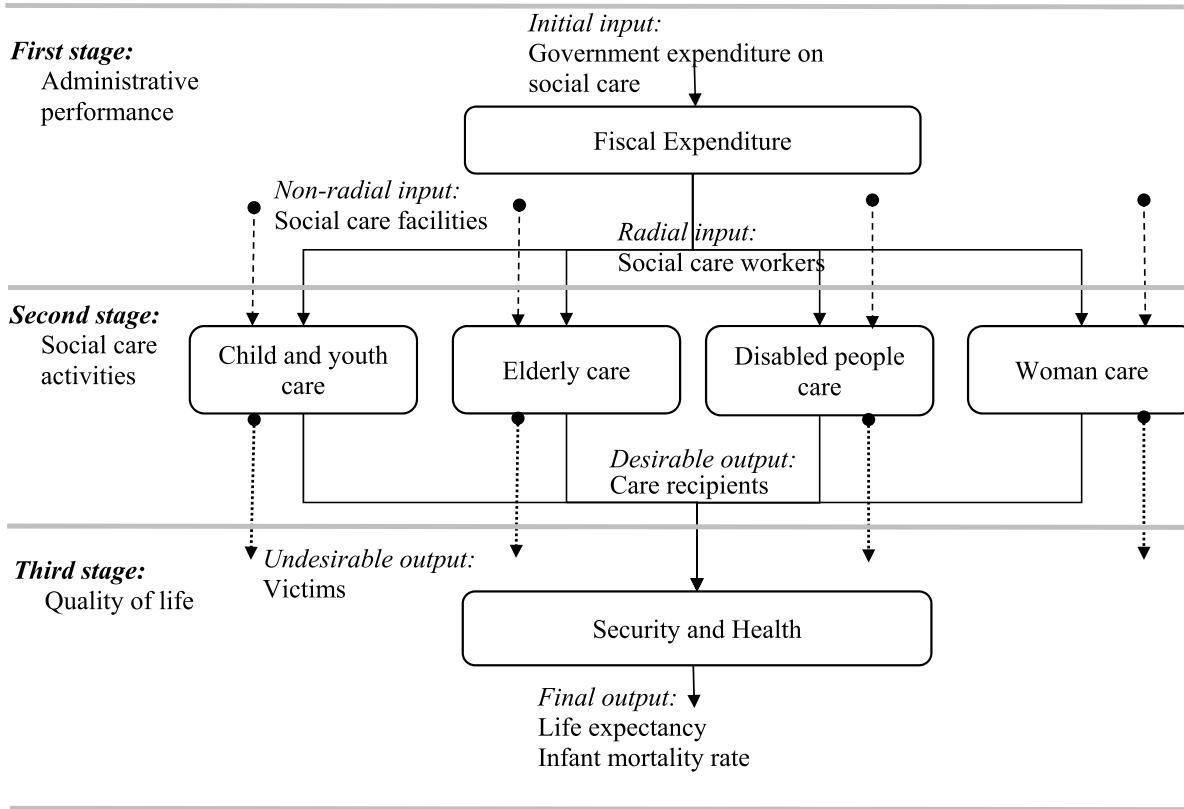 Initial input:
Government expenditure on
social care
First stage:
Administrative
performance
Fiscal Expenditure
Non-radial input:
Social care facilities
Radial input:
Social care workers
Second stage:
Social care
activities
Child and youth
care
Elderly care
Disabled people
care
Woman care
Desirable output:
Care recipients
Third stage:
Quality of life
Undesirable output:
Victims
Security and Health
Final output:
Life expectancy
Infant mortality rate